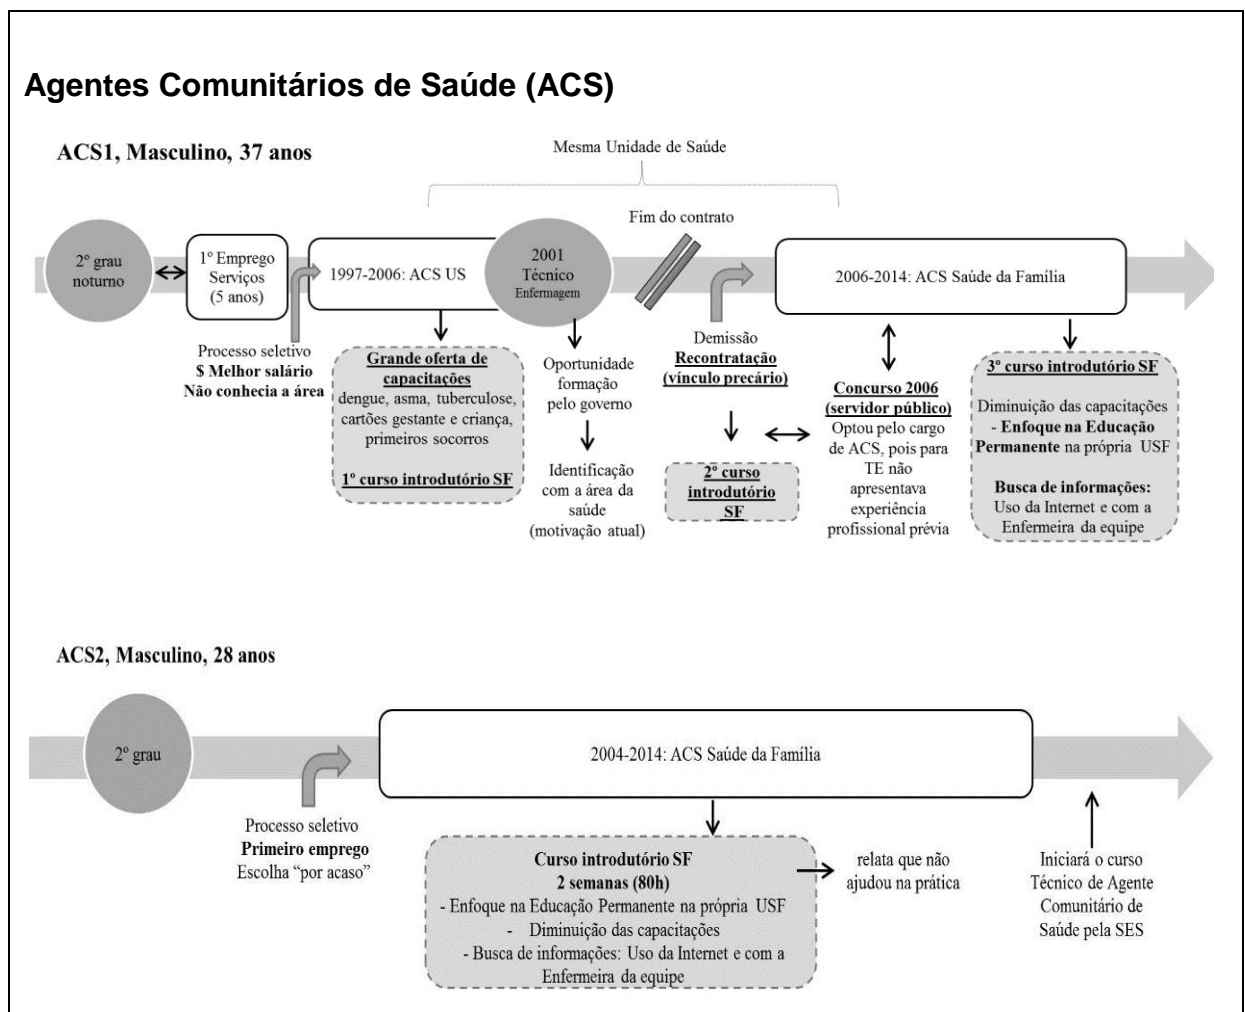 Agentes Comunitários de Saúde (ACS)
ACS1, Masculino, 37 anos
Mesma Unidade de Saúde
Fim do contrato
2º grau
noturno
1º Emprego
Serviços
(5 anos)
1997-2006: ACS US
2001
Técnico
Enfermagem
2006-2014: ACS Saúde da Família
Processo seletivo
$ Melhor salário
Não conhecia a área
Grande oferta de
capacitações
dengue, asma, tuberculose,
cartões gestante e criança,
primeiros socorros
1º curso introdutório SF
Oportunidade
formação
pelo governo
Identificação
com a área da
saúde
(motivação atual)
Demissão
Recontratação
(vínculo precário)
2º curso
introdutório
SF
Concurso 2006
(servidor público)
Optou pelo cargo
de ACS, pois para
TE não
apresentava
experiência
profissional prévia
3º curso introdutório SF
Diminuição das capacitações
- Enfoque na Educação
Permanente na própria USF
Busca de informações:
Uso da Internet e com a
Enfermeira da equipe
ACS2, Masculino, 28 anos
2º grau
2004-2014: ACS Saúde da Família
Processo seletivo
Primeiro emprego
Escolha “por acaso”
Curso introdutório SF
2 semanas (80h)
- Enfoque na Educação Permanente na própria USF
- Diminuição das capacitações
- Busca de informações: Uso da Internet e com a
Enfermeira da equipe
relata que não
ajudou na prática
Iniciará o curso
Técnico de Agente
Comunitário de
Saúde pela SES